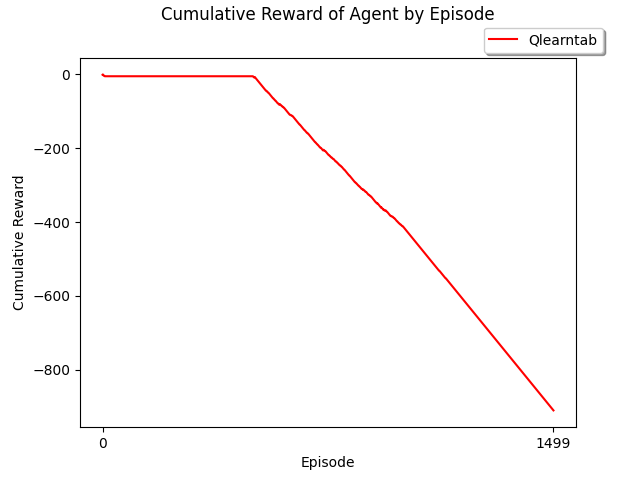 Cumulative Reward of Agent by Episode
Qlearntab
0
−200
−400
−600
−800
Cumulative Reward
0
1499
Episode